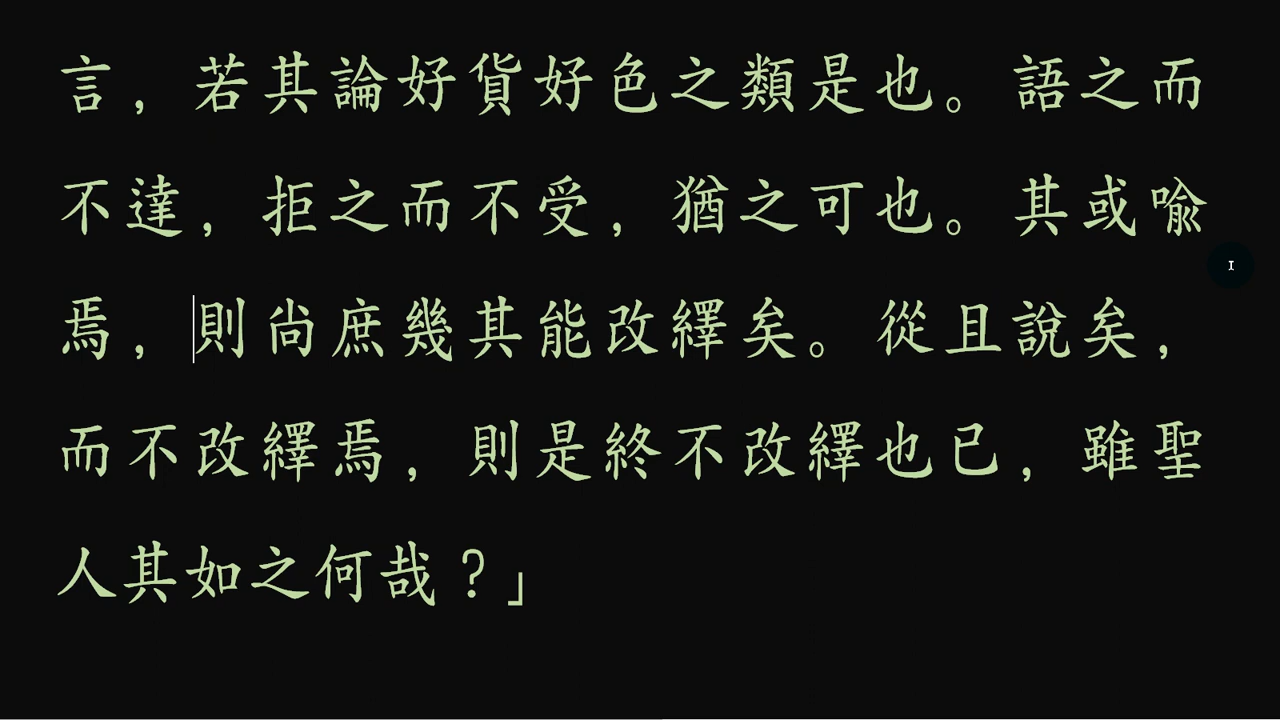 言，若其論好貨好色之類是也。語之而
不達，拒之而不受，猶之可也。其或喻
焉，則尚庶幾其能改繹矣。從且說矣，
而不改繹焉，則是終不改繹也已，雖聖
人其如之何哉？」